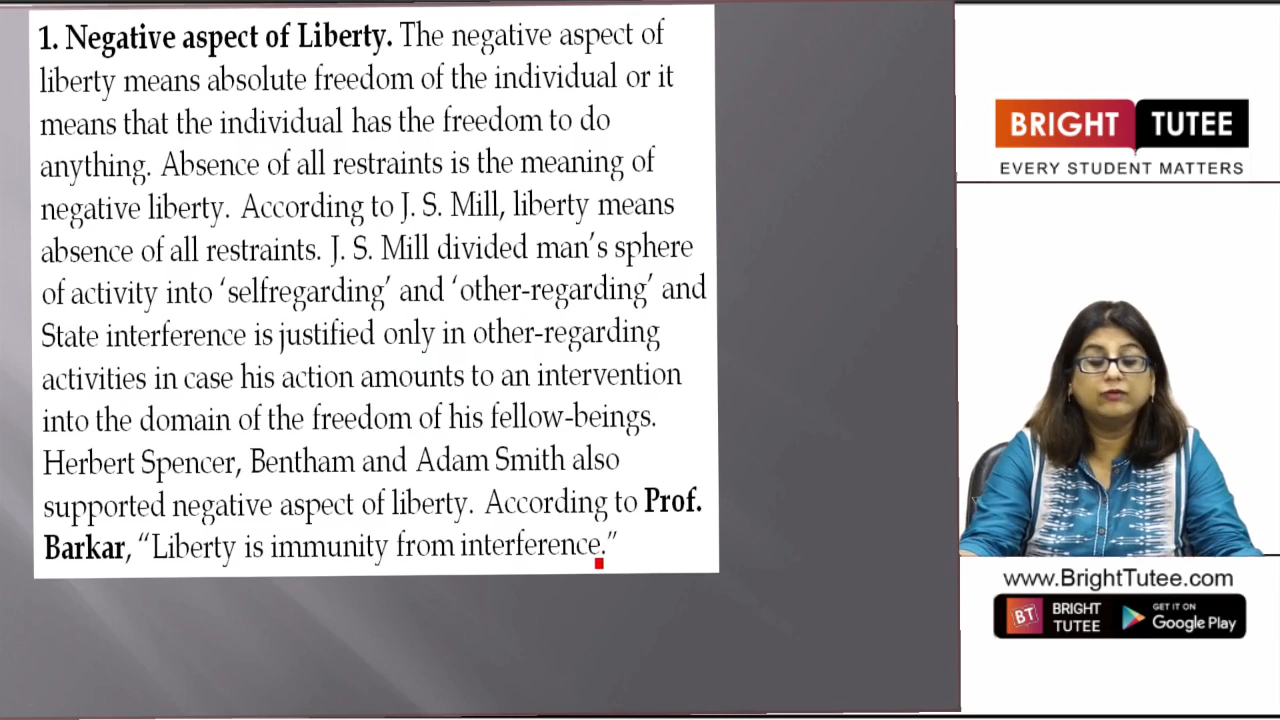 1. Negative aspect of Liberty. The negative aspect of
liberty means absolute freedom of the individual or it
means that the individual has the freedom to do
anything. Absence of all restraints is the meaning of
negative liberty. According to J. S. Mill, liberty means
absence of all restraints. J. S. Mill divided man's sphere
of activity into ‘selfregarding’ and ‘other-regarding’ and
State interference is justified only in other-regarding
activities in case his action amounts to an intervention
into the domain of the freedom of his fellow-beings.
Herbert Spencer, Bentham and Adam Smith also
supported negative aspect of liberty. According to Prof.
Barkar, “Liberty is immunity from interference.”
BRIGHT TUTEE
EVERY STUDENT MATTERS
www.BrightTutee.com
BT BRIGHT TUTEE
GET IT ON
Google Play